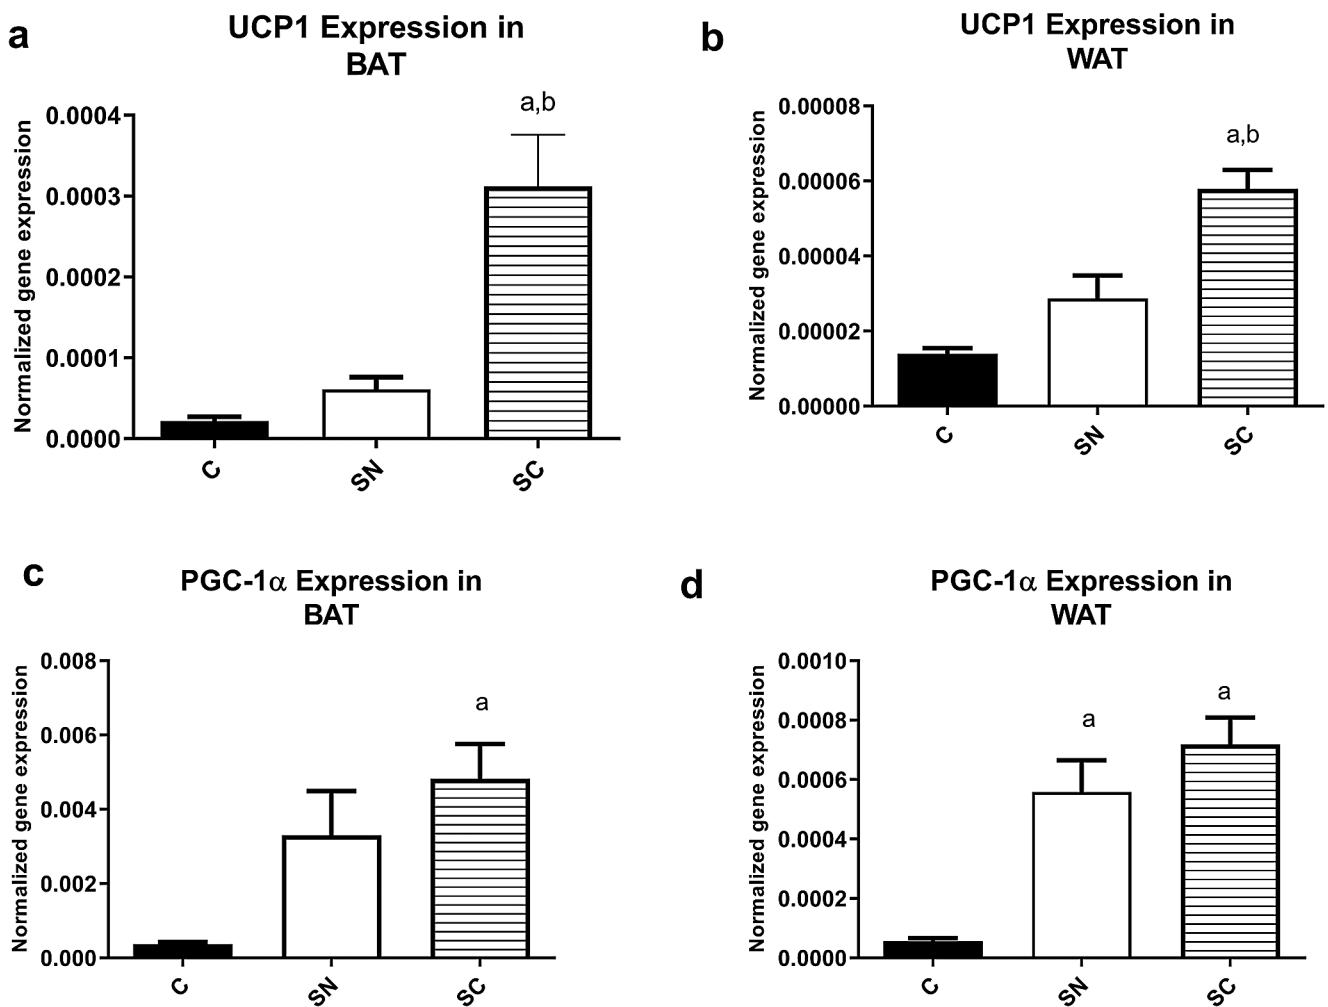 a
UCP1 Expression in
BAT
Normalized gene expression
0.0004
0.0003
0.0002
0.0001
0.0000
a,b
C
SN
SC
b
UCP1 Expression in
WAT
Normalized gene expression
0.00008
0.00006
0.00004
0.00002
0.00000
a,b
C
SN
SC
c
PGC-1α Expression in
BAT
Normalized gene expression
0.008
0.006
0.004
0.002
0.000
a
C
SN
SC
d
PGC-1α Expression in
WAT
Normalized gene expression
0.0010
0.0008
0.0006
0.0004
0.0002
0.0000
a
a
C
SN
SC